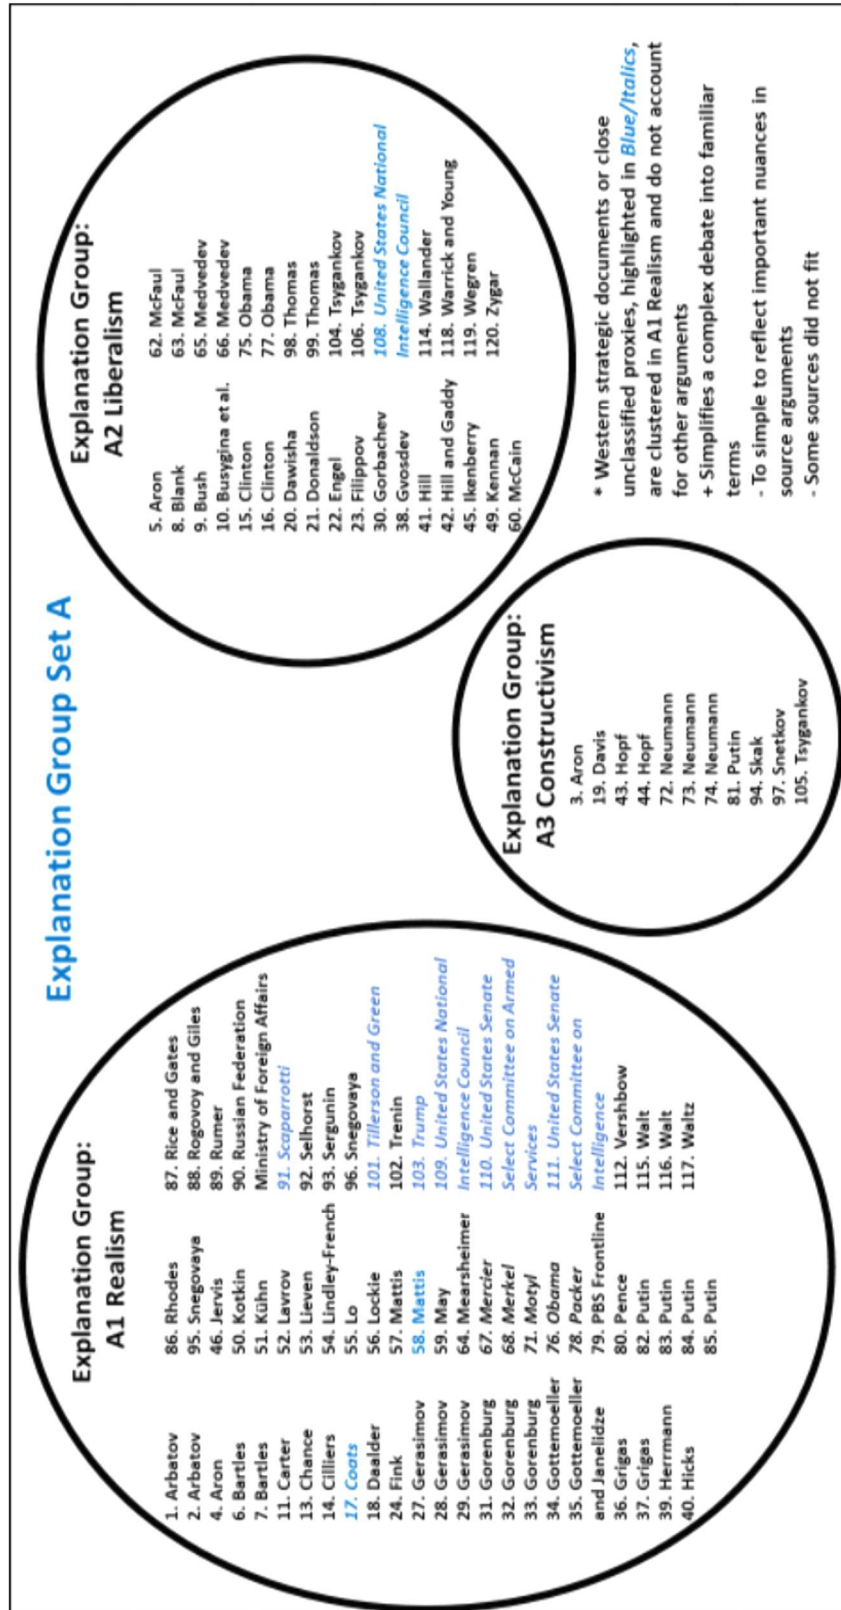 Explanation Group Set A
Explanation Group:
A1 Realism
1. Arbatov
2. Arbatov
4. Aron
6. Bartles
7. Bartles
11. Carter
13. Chance
14. Cilliers
17. Coats
18. Daalder
24. Fink
27. Gerasimov
28. Gerasimov
29. Gerasimov
31. Gorenburg
32. Gorenburg
33. Gorenburg
34. Gottemoeller
35. Gottemoeller
and Janelidze
36. Grigas
37. Grigas
39. Herrmann
40. Hicks
86. Rhodes
95. Snegovaya
46. Jervis
50. Kotkin
51. Kühn
52. Lavrov
53. Lieven
54. Lindley-French
55. Lo
56. Lockie
57. Mattis
58. Mattis
59. May
64. Mearsheimer
67. Mercier
68. Merkel
71. Motyl
76. Obama
78. Packer
79. PBS Frontline
80. Pence
82. Putin
83. Putin
84. Putin
85. Putin
87. Rice and Gates
88. Rogovoy and Giles
89. Rumer
90. Russian Federation
Ministry of Foreign Affairs
91. Scaparrotti
92. Selhorst
93. Sergunin
96. Snegovaya
101. Tillerson and Green
102. Trenin
103. Trump
109. United States National
Intelligence Council
110. United States Senate
Select Committee on Armed
Services
111. United States Senate
Select Committee on
Intelligence
112. Vershbow
115. Walt
116. Walt
117. Waltz
Explanation Group:
A2 Liberalism
5. Aron
8. Blank
9. Bush
10. Busygina et al.
15. Clinton
16. Clinton
20. Dawisha
21. Donaldson
22. Engel
23. Filippov
30. Gorbachev
38. Gvosdev
41. Hill
42. Hill and Gaddy
45. Ikenberry
49. Kennan
60. McCain
62. McFaul
63. McFaul
65. Medvedev
66. Medvedev
75. Obama
77. Obama
98. Thomas
99. Thomas
104. Tsygankov
106. Tsygankov
108. United States National
Intelligence Council
114. Wallander
118. Warrick and Young
119. Wegren
120. Zygar
Explanation Group:
A3 Constructivism
3. Aron
19. Davis
43. Hopf
44. Hopf
72. Neumann
73. Neumann
74. Neumann
81. Putin
94. Skak
97. Snetkov
105. Tsygankov
* Western strategic documents or close
unclassified proxies, highlighted in Blue/Italics,
are clustered in A1 Realism and do not account
for other arguments
+ Simplifies a complex debate into familiar
terms
- To simple to reflect important nuances in
source arguments
- Some sources did not fit